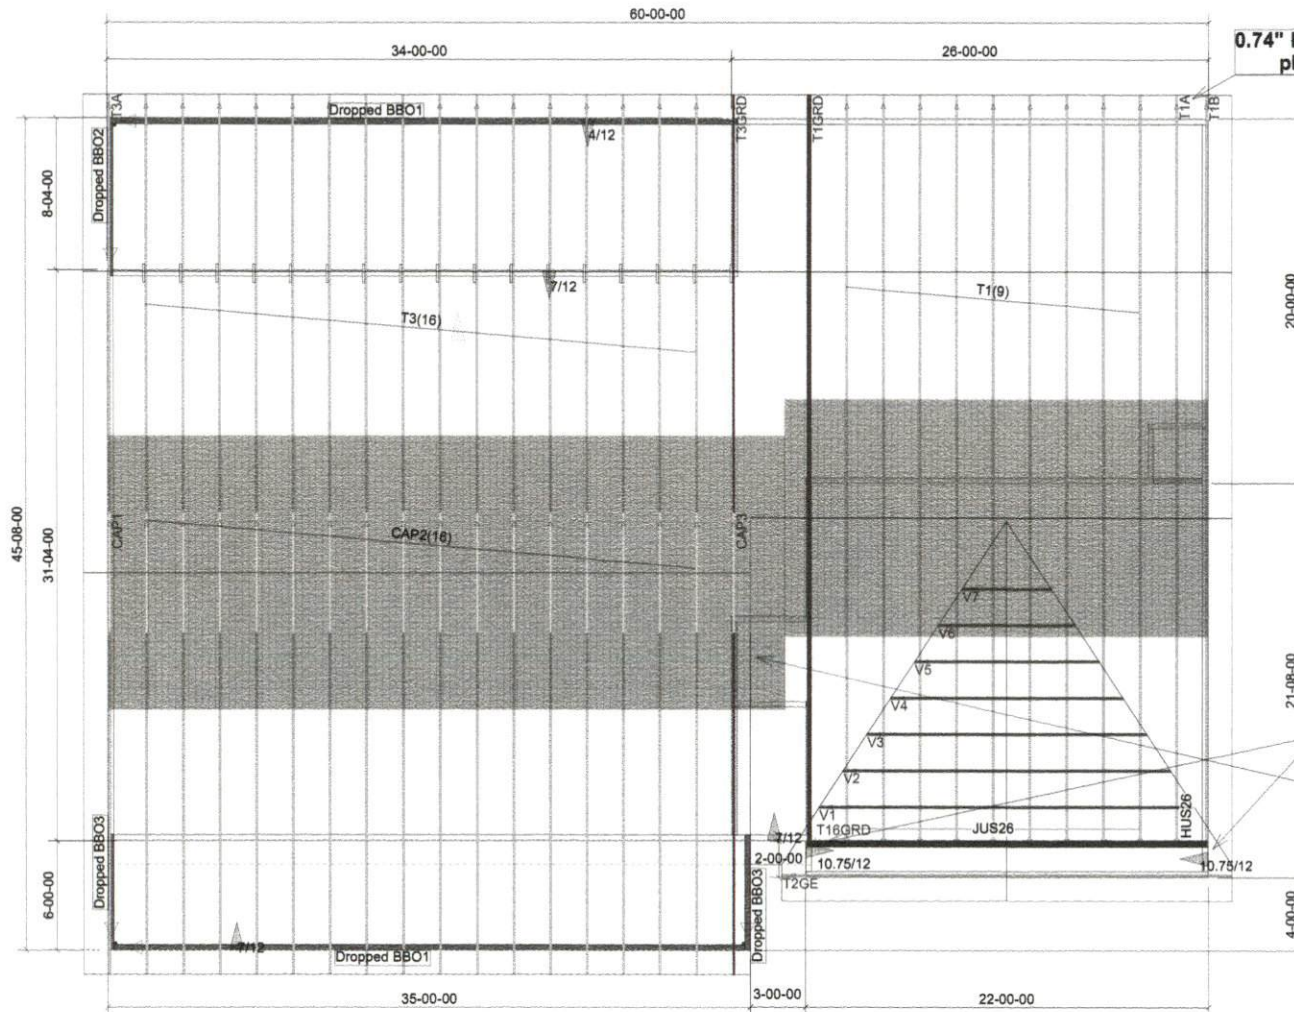 60-00-00
34-00-00
26-00-00
0.74"
T3A
Dropped BBO1
T3GRD
T1GRD
T1A
T1B
4/12
Dropped BBO2
8-04-00
7/12
T3(16)
T1(9)
20-00-00
45-08-00
31-04-00
CAP1
CAP2(16)
CAP3
V7
V6
V5
V4
V3
V2
V1
21-08-00
T16GRD
JUS26
HUS26
7/12
2-00-00
10.75/12
10.75/12
T2GE
Dropped BBO3
6-00-00
7/12
Dropped BBO1
Dropped BBO3
4-00-00
35-00-00
3-00-00
22-00-00